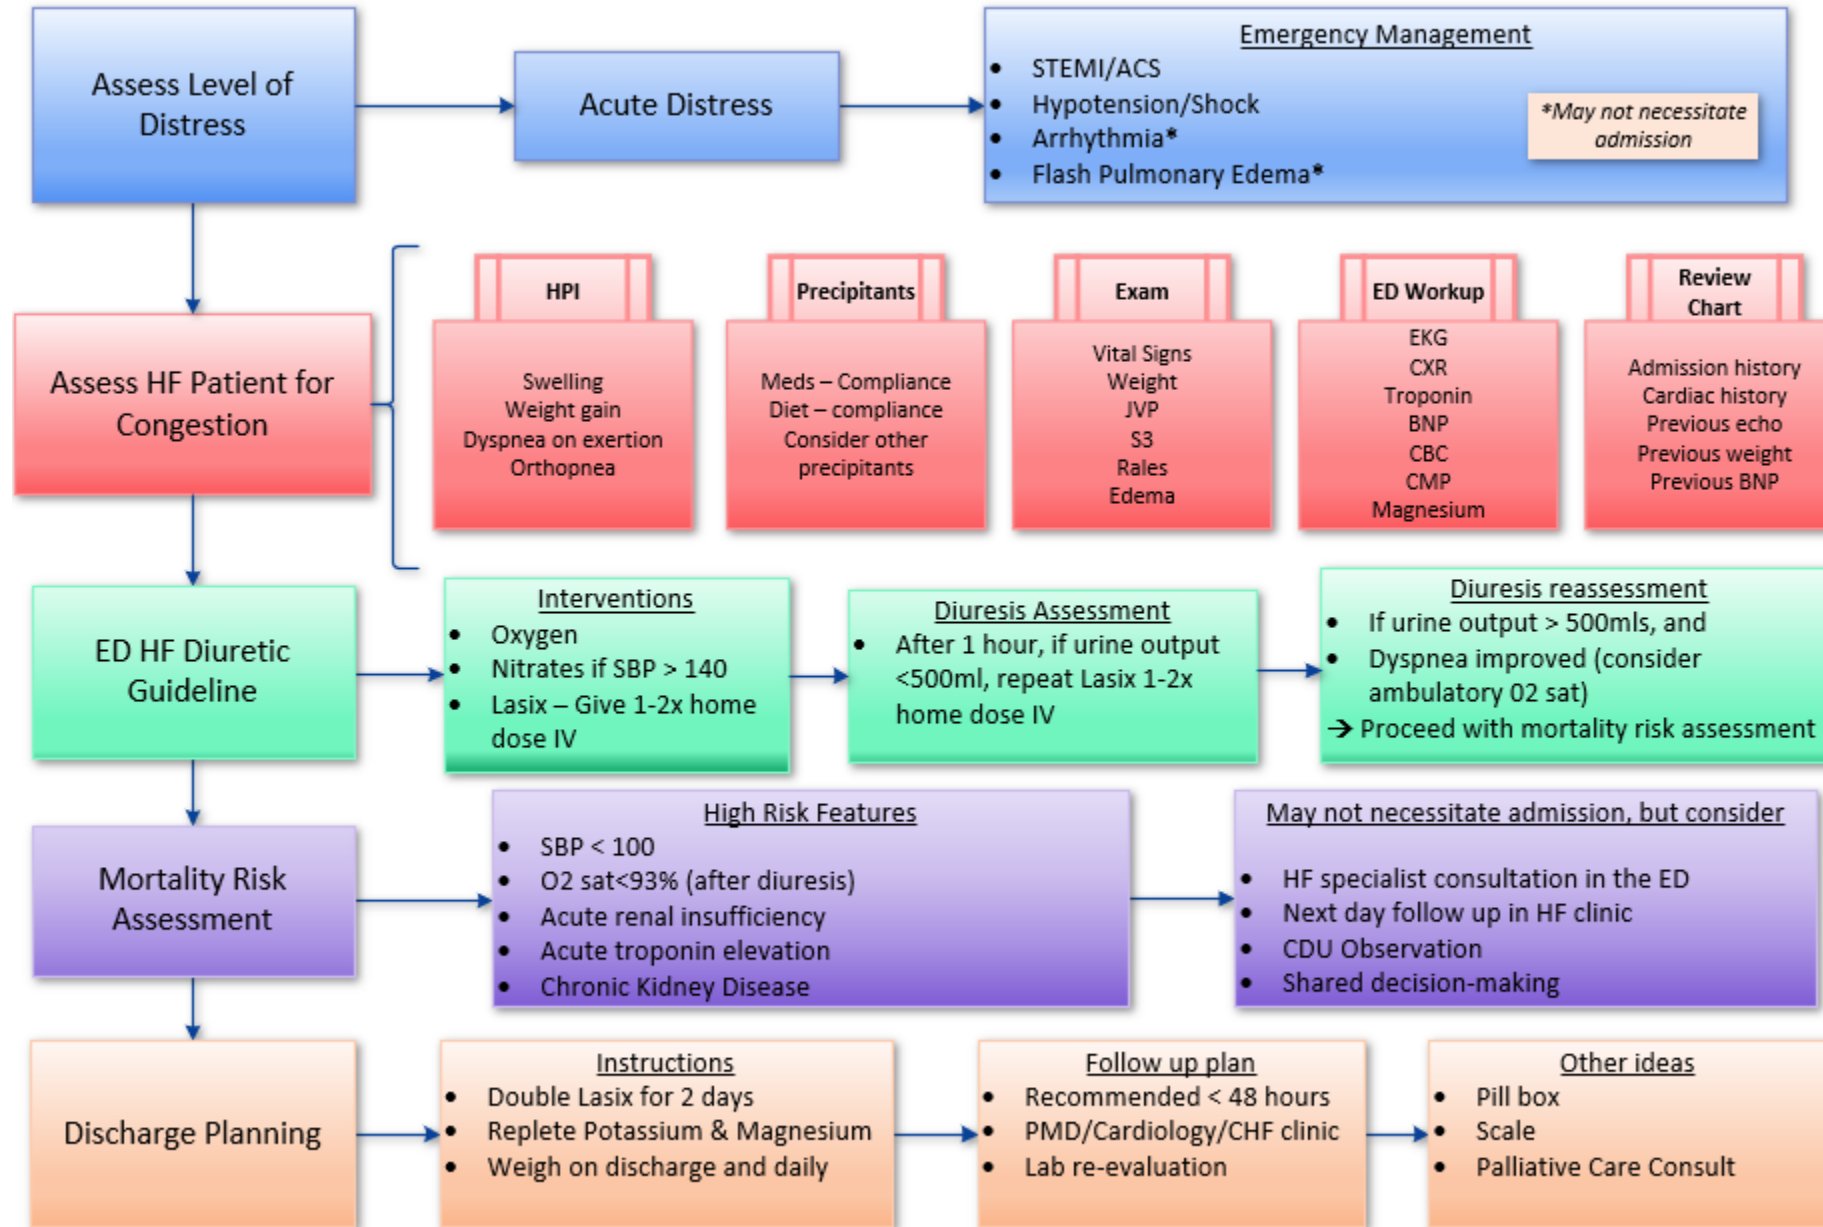 Assess Level of
Distress
Acute Distress
Emergency Management
• STEMI/ACS
• Hypotension/Shock
• Arrhythmia*
• Flash Pulmonary Edema*
*May not necessitate
admission
Assess HF Patient for
Congestion
HPI
Swelling
Weight gain
Dyspnea on exertion
Orthopnea
Precipitants
Meds – Compliance
Diet – compliance
Consider other
precipitants
Exam
Vital Signs
Weight
JVP
S3
Rales
Edema
ED Workup
EKG
CXR
Troponin
BNP
CBC
CMP
Magnesium
Review
Chart
Admission history
Cardiac history
Previous echo
Previous weight
Previous BNP
ED HF Diuretic
Guideline
Interventions
• Oxygen
• Nitrates if SBP > 140
• Lasix – Give 1-2x home
dose IV
Diuresis Assessment
• After 1 hour, if urine output
<500ml, repeat Lasix 1-2x
home dose IV
Diuresis reassessment
• If urine output > 500mls, and
• Dyspnea improved (consider
ambulatory 02 sat)
→ Proceed with mortality risk assessment
Mortality Risk
Assessment
High Risk Features
• SBP < 100
• O2 sat<93% (after diuresis)
• Acute renal insufficiency
• Acute troponin elevation
• Chronic Kidney Disease
May not necessitate admission, but consider
• HF specialist consultation in the ED
• Next day follow up in HF clinic
• CDU Observation
• Shared decision-making
Discharge Planning
Instructions
• Double Lasix for 2 days
• Replete Potassium & Magnesium
• Weigh on discharge and daily
Follow up plan
• Recommended < 48 hours
• PMD/Cardiology/CHF clinic
• Lab re-evaluation
Other ideas
• Pill box
• Scale
• Palliative Care Consult